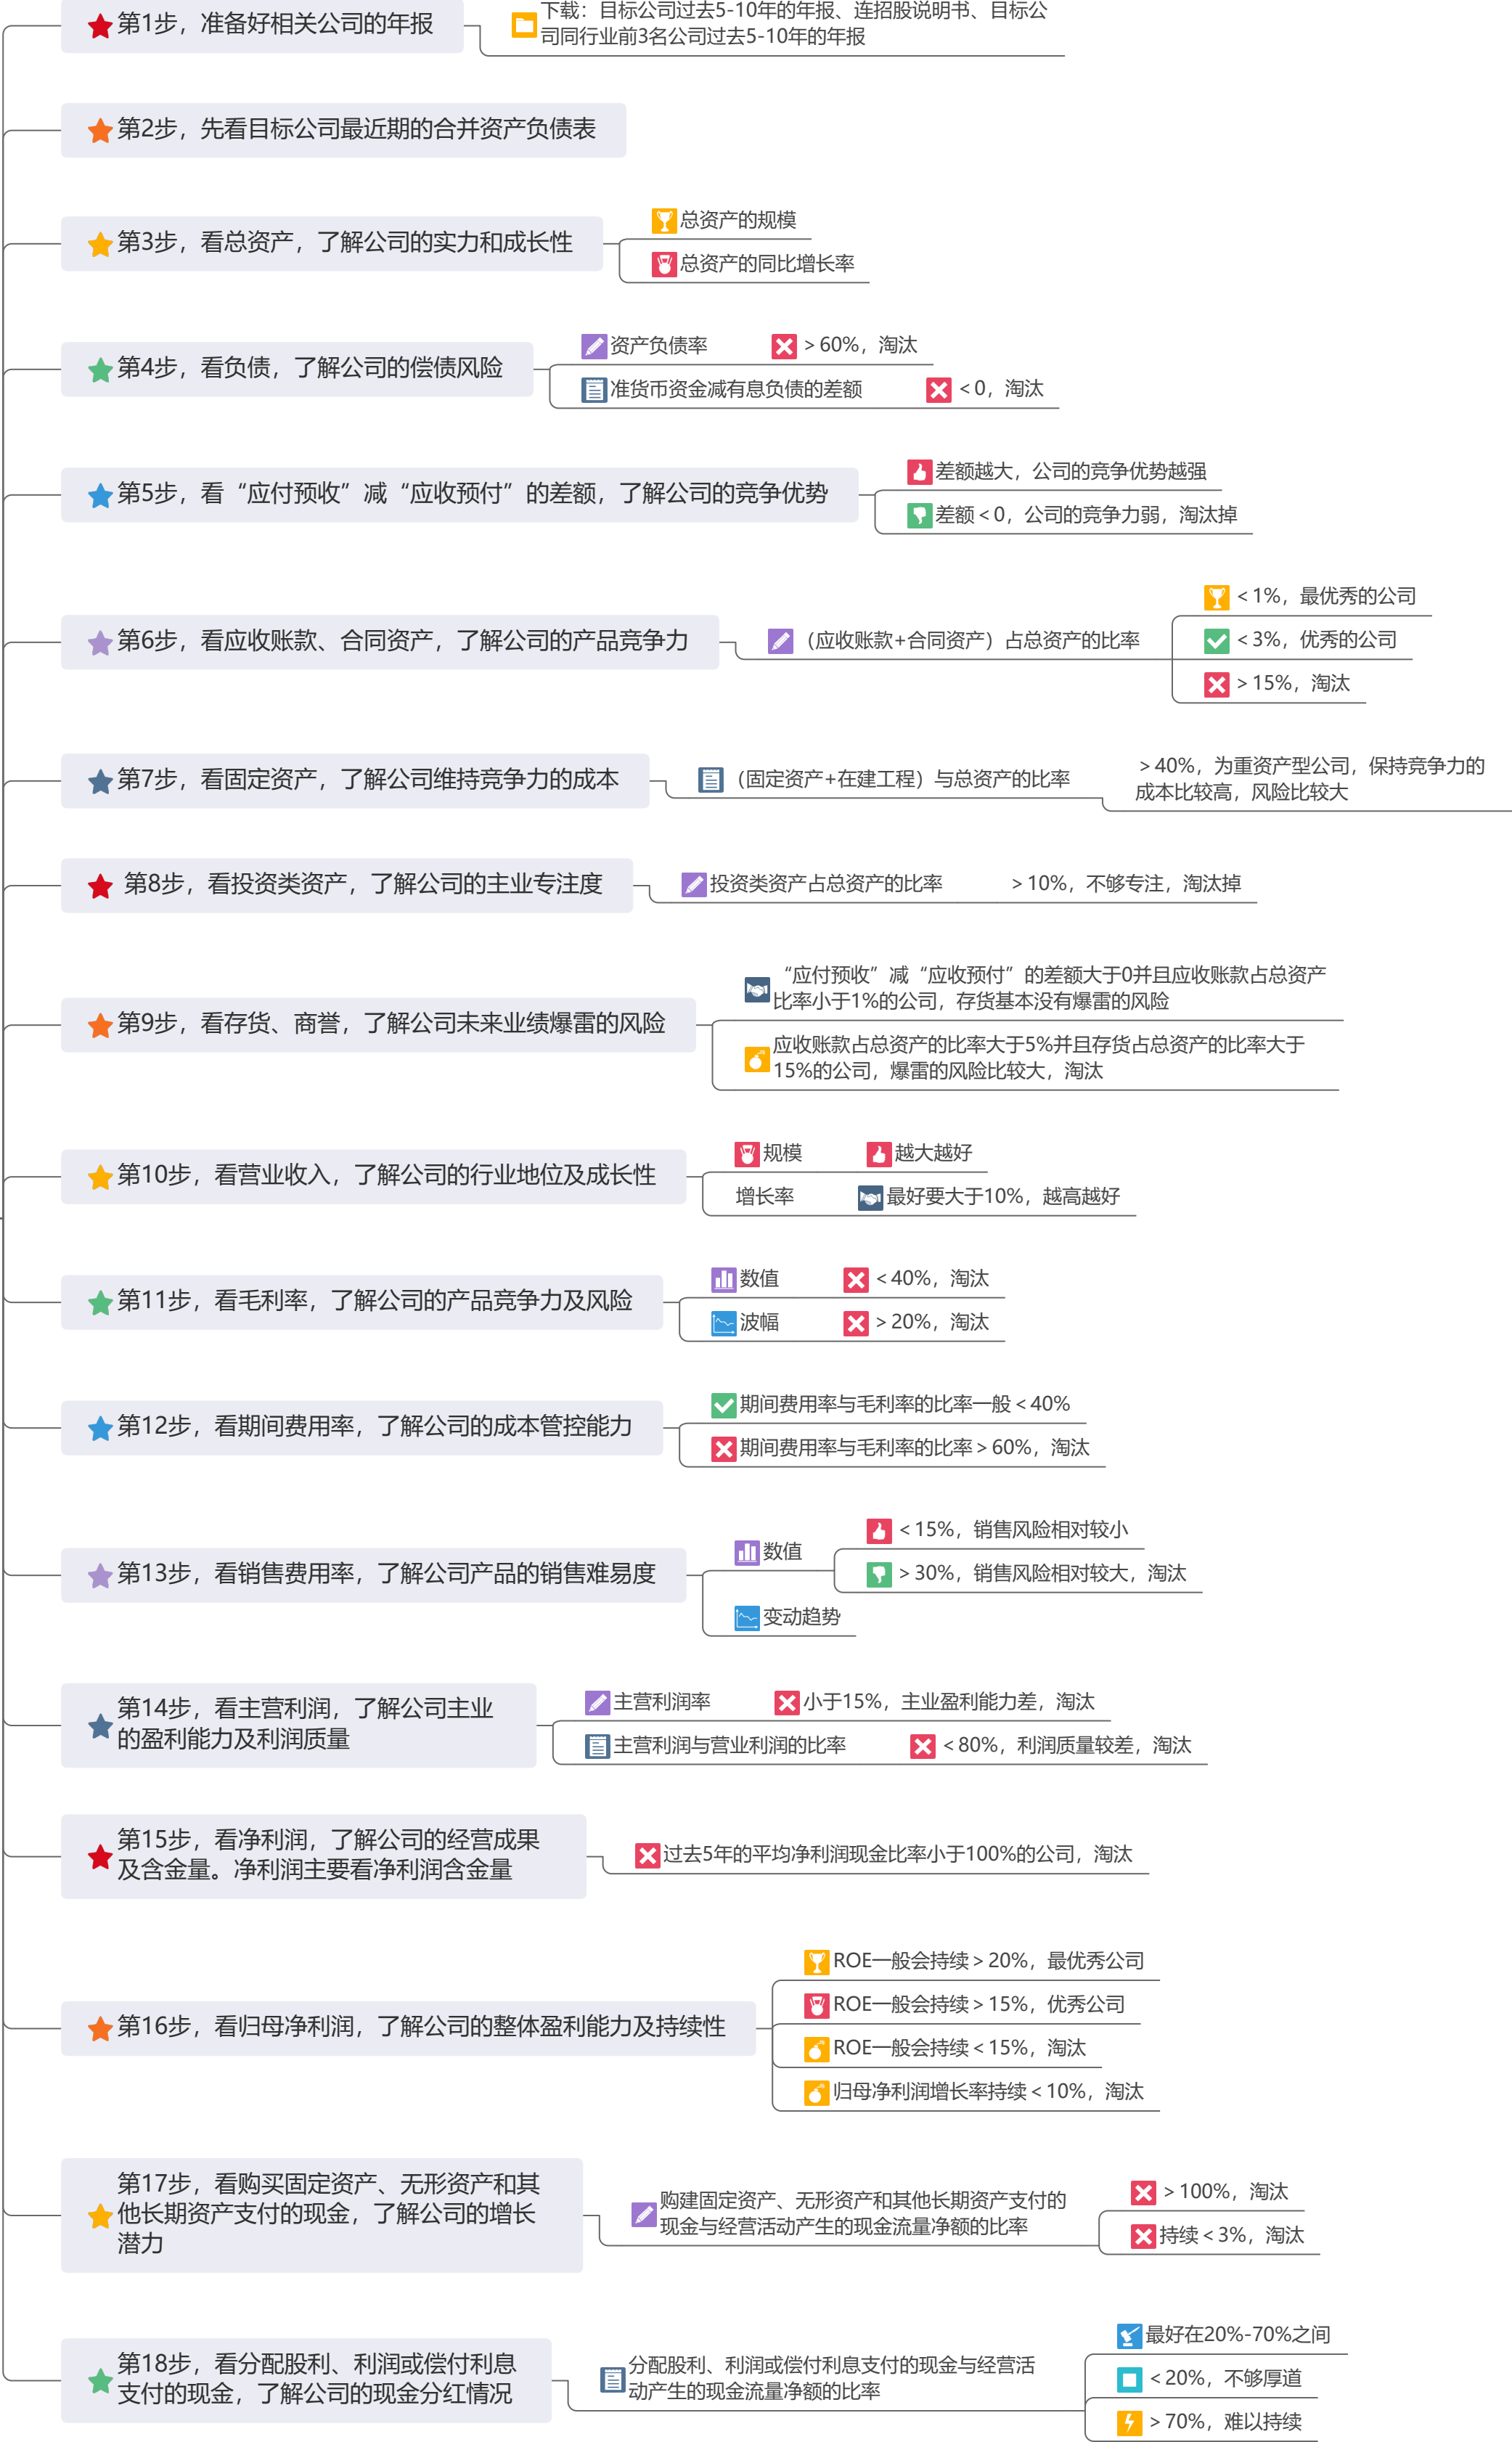 第1步，准备好相关公司的年报
下载：目标公司过去5-10年的年报、连招股说明书、目标公
司同行业前3名公司过去5-10年的年报
第2步，先看目标公司最近期的合并资产负债表
第3步，看总资产，了解公司的实力和成长性
总资产的规模
总资产的同比增长率
第4步，看负债，了解公司的偿债风险
资产负债率
＞60%，淘汰
准货币资金减有息负债的差额
＜0，淘汰
第5步，看“应付预收”减“应收预付”的差额，了解公司的竞争优势
差额越大，公司的竞争优势越强
差额＜0，公司的竞争力弱，淘汰掉
第6步，看应收账款、合同资产，了解公司的产品竞争力
（应收账款+合同资产）占总资产的比率
＜1%，最优秀的公司
＜3%，优秀的公司
＞15%，淘汰
第7步，看固定资产，了解公司维持竞争力的成本
（固定资产+在建工程）与总资产的比率
＞40%，为重资产型公司，保持竞争力的
成本比较高，风险比较大
第8步，看投资类资产，了解公司的主业专注度
投资类资产占总资产的比率
＞10%，不够专注，淘汰掉
第9步，看存货、商誉，了解公司未来业绩爆雷的风险
“应付预收”减“应收预付”的差额大于0并且应收账款占总资产
比率小于1%的公司，存货基本没有爆雷的风险
应收账款占总资产的比率大于5%并且存货占总资产的比率大于
15%的公司，爆雷的风险比较大，淘汰
第10步，看营业收入，了解公司的行业地位及成长性
规模
越大越好
增长率
最好要大于10%，越高越好
第11步，看毛利率，了解公司的产品竞争力及风险
数值
＜40%，淘汰
波幅
＞20%，淘汰
第12步，看期间费用率，了解公司的成本管控能力
期间费用率与毛利率的比率一般＜40%
期间费用率与毛利率的比率＞60%，淘汰
第13步，看销售费用率，了解公司产品的销售难易度
数值
＜15%，销售风险相对较小
＞30%，销售风险相对较大，淘汰
变动趋势
第14步，看主营利润，了解公司主业
的盈利能力及利润质量
主营利润率
小于15%，主业盈利能力差，淘汰
主营利润与营业利润的比率
＜80%，利润质量较差，淘汰
第15步，看净利润，了解公司的经营成果
及含金量。净利润主要看净利润含金量
过去5年的平均净利润现金比率小于100%的公司，淘汰
第16步，看归母净利润，了解公司的整体盈利能力及持续性
ROE一般会持续＞20%，最优秀公司
ROE一般会持续＞15%，优秀公司
ROE一般会持续＜15%，淘汰
归母净利润增长率持续＜10%，淘汰
第17步，看购买固定资产、无形资产和其
他长期资产支付的现金，了解公司的增长
潜力
购建固定资产、无形资产和其他长期资产支付的
现金与经营活动产生的现金流量净额的比率
＞100%，淘汰
持续＜3%，淘汰
第18步，看分配股利、利润或偿付利息
支付的现金，了解公司的现金分红情况
分配股利、利润或偿付利息支付的现金与经营活
动产生的现金流量净额的比率
最好在20%-70%之间
＜20%，不够厚道
＞70%，难以持续